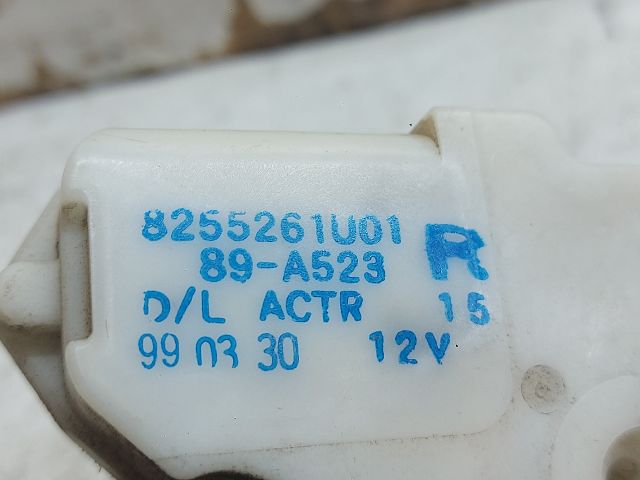 8255261U01
89-A523 R
D/L ACTR 15
99 03 30 12V